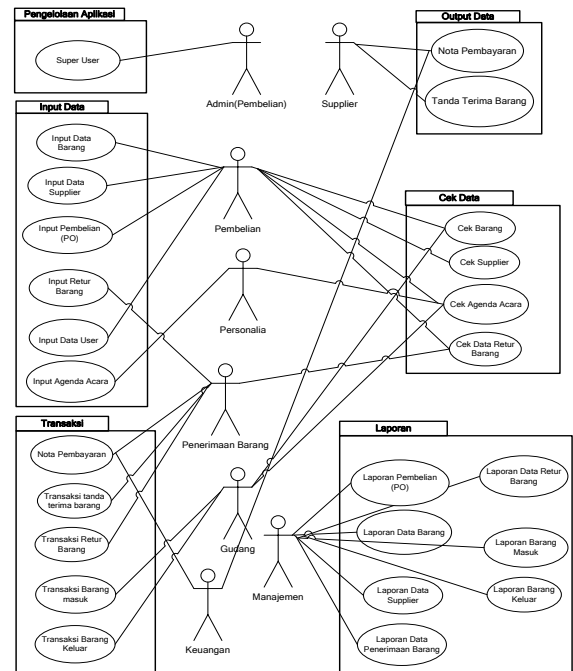 Pengelolaan Aplikasi
Super User
Admin(Pembelian)
Supplier
Output Data
Nota Pembayaran
Tanda Terima Barang
Input Data
Input Data
Barang
Input Data
Supplier
Input Pembelian
(PO)
Input Retur
Barang
Input Data User
Input Agenda Acara
Pembelian
Personalia
Penerimaan Barang
Gudang
Keuangan
Manajemen
Cek Data
Cek Barang
Cek Supplier
Cek Agenda Acara
Cek Data Retur
Barang
Transaksi
Nota Pembayaran
Transaksi tanda
terima barang
Transaksi Retur
Barang
Transaksi Barang
masuk
Transaksi Barang
Keluar
Laporan
Laporan Pembelian
(PO)
Laporan Data Retur
Barang
Laporan Data Barang
Laporan Barang
Masuk
Laporan Data
Supplier
Laporan Barang
Keluar
Laporan Data
Penerimaan Barang